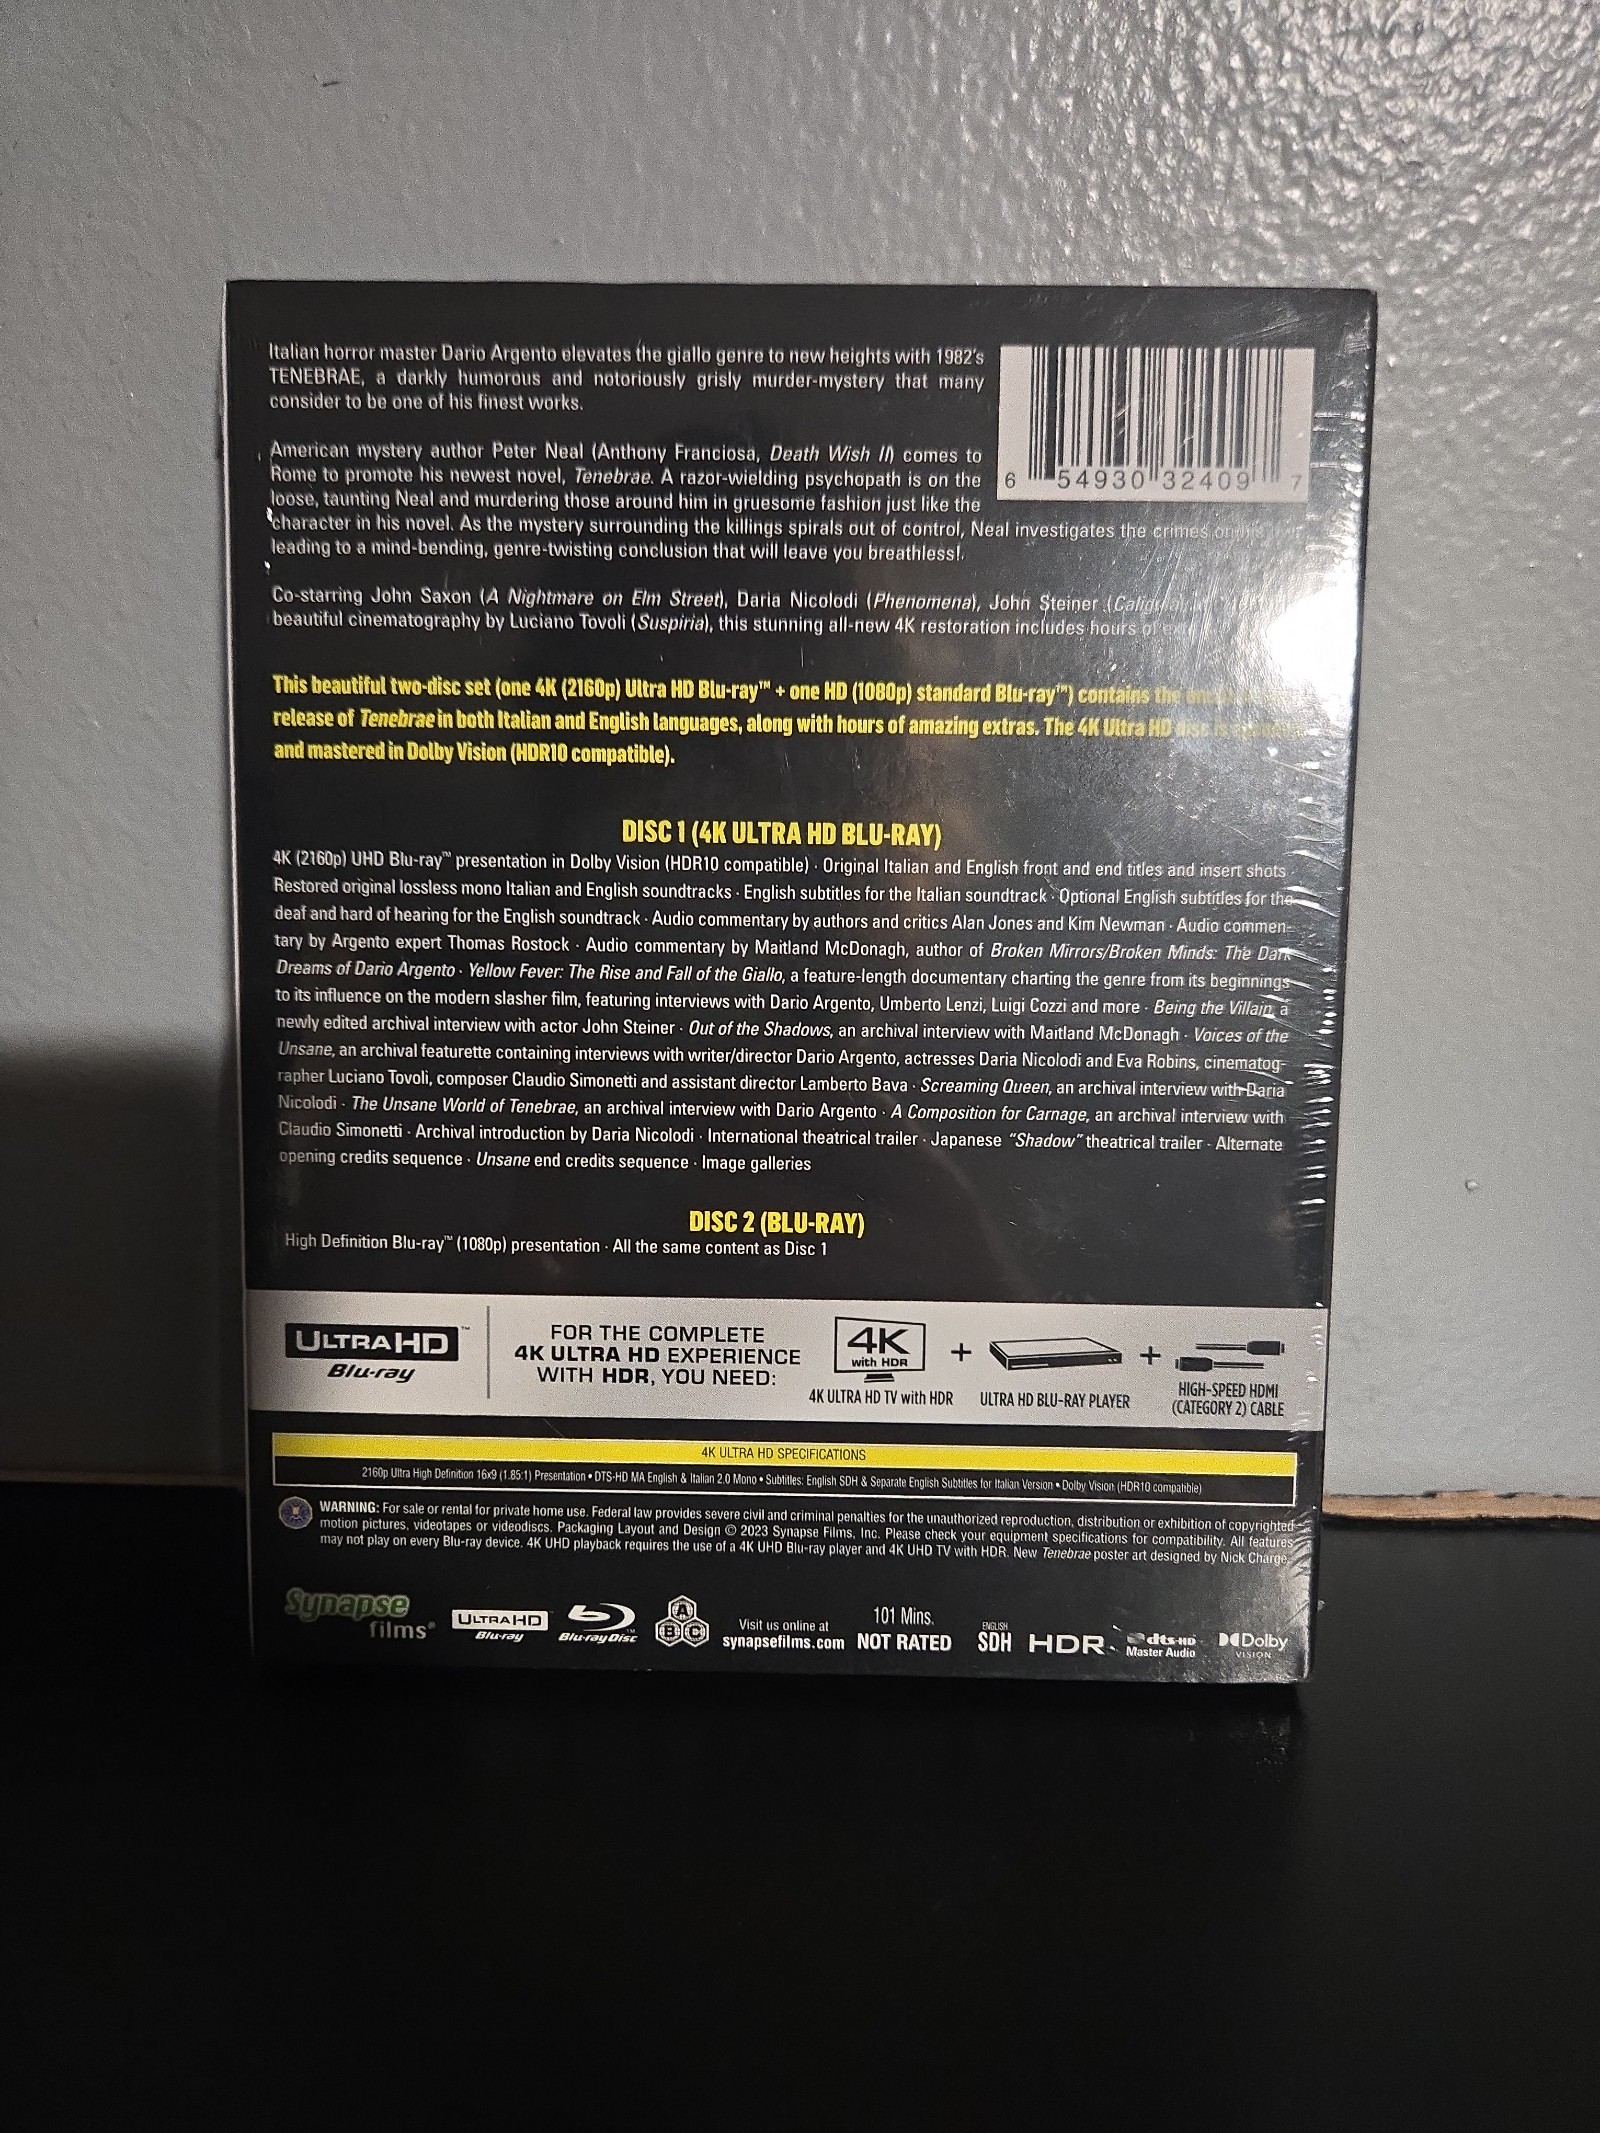 Italian horror master Dario Argento elevates the giallo genre to new heights with 1982's
TENEBRAE, a darkly humorous and notoriously grisly murder-mystery that many
consider to be one of his finest works.
American mystery author Peter Neal (Anthony Franciosa, Death Wish II) comes to
Rome to promote his newest novel, Tenebrae. A razor-wielding psychopath is on the
loose, taunting Neal and murdering those around him in gruesome fashion just like the
character in his novel. As the mystery surrounding the killings spirals out of control, Neal investigates the crimes
leading to a mind-bending, genre-twisting conclusion that will leave you breathless!
6 54930 32409 7
Co-starring John Saxon (A Nightmare on Elm Street), Daria Nicolodi (Phenomena), John Steiner
beautiful cinematography by Luciano Tovoli (Suspiria), this stunning all-new 4K restoration includes hours of
This beautiful two-disc set (one 4K (2160p) Ultra HD Blu-ray™ + one HD (1080p) standard Blu-ray™) contains the
release of Tenebrae in both Italian and English languages, along with hours of amazing extras. The 4K Ultra HD disc is
and mastered in Dolby Vision (HDR10 compatible).
DISC 1 (4K ULTRA HD BLU-RAY)
4K (2160p) UHD Blu-ray™ presentation in Dolby Vision (HDR10 compatible) · Original Italian and English front and end titles and insert shots ·
Restored original lossless mono Italian and English soundtracks · English subtitles for the Italian soundtrack · Optional English subtitles for the
deaf and hard of hearing for the English soundtrack · Audio commentary by authors and critics Alan Jones and Kim Newman · Audio commen-
tary by Argento expert Thomas Rostock · Audio commentary by Maitland McDonagh, author of Broken Mirrors/Broken Minds: The Dark
Dreams of Dario Argento · Yellow Fever: The Rise and Fall of the Giallo, a feature-length documentary charting the genre from its beginnings
to its influence on the modern slasher film, featuring interviews with Dario Argento, Umberto Lenzi, Luigi Cozzi and more · Being the Villain, a
newly edited archival interview with actor John Steiner · Out of the Shadows, an archival interview with Maitland McDonagh · Voices of the
Unsane, an archival featurette containing interviews with writer/director Dario Argento, actresses Daria Nicolodi and Eva Robins, cinematog-
rapher Luciano Tovoli, composer Claudio Simonetti and assistant director Lamberto Bava · Screaming Queen, an archival interview with Daria
Nicolodi · The Unsane World of Tenebrae, an archival interview with Dario Argento · A Composition for Carnage, an archival interview with
Claudio Simonetti · Archival introduction by Daria Nicolodi · International theatrical trailer · Japanese "Shadow" theatrical trailer · Alternate
opening credits sequence · Unsane end credits sequence · Image galleries
DISC 2 (BLU-RAY)
High Definition Blu-ray™ (1080p) presentation · All the same content as Disc 1
ULTRA HD™
Blu-ray
FOR THE COMPLETE
4K ULTRA HD EXPERIENCE
WITH HDR, YOU NEED:
4K
with HDR
4K ULTRA HD TV with HDR
+
ULTRA HD BLU-RAY PLAYER
+
HIGH-SPEED HDMI
(CATEGORY 2) CABLE
4K ULTRA HD SPECIFICATIONS
2160p Ultra High Definition 16x9 (1.85:1) Presentation • DTS-HD MA English & Italian 2.0 Mono • Subtitles: English SDH & Separate English Subtitles for Italian Version • Dolby Vision (HDR10 compatible)
WARNING: For sale or rental for private home use. Federal law provides severe civil and criminal penalties for the unauthorized reproduction, distribution or exhibition of copyrighted
motion pictures, videotapes or videodiscs. Packaging Layout and Design © 2023 Synapse Films, Inc. Please check your equipment specifications for compatibility. All features
may not play on every Blu-ray device. 4K UHD playback requires the use of a 4K UHD Blu-ray player and 4K UHD TV with HDR. New Tenebrae poster art designed by Nick Charge.
Synapse
films®
ULTRA HD
Blu-ray
Blu-ray Disc™
A
B C
Visit us online at
synapsefilms.com
101 Mins.
NOT RATED
ENGLISH
SDH
HDR
dts-HD
Master Audio
Dolby
VISION